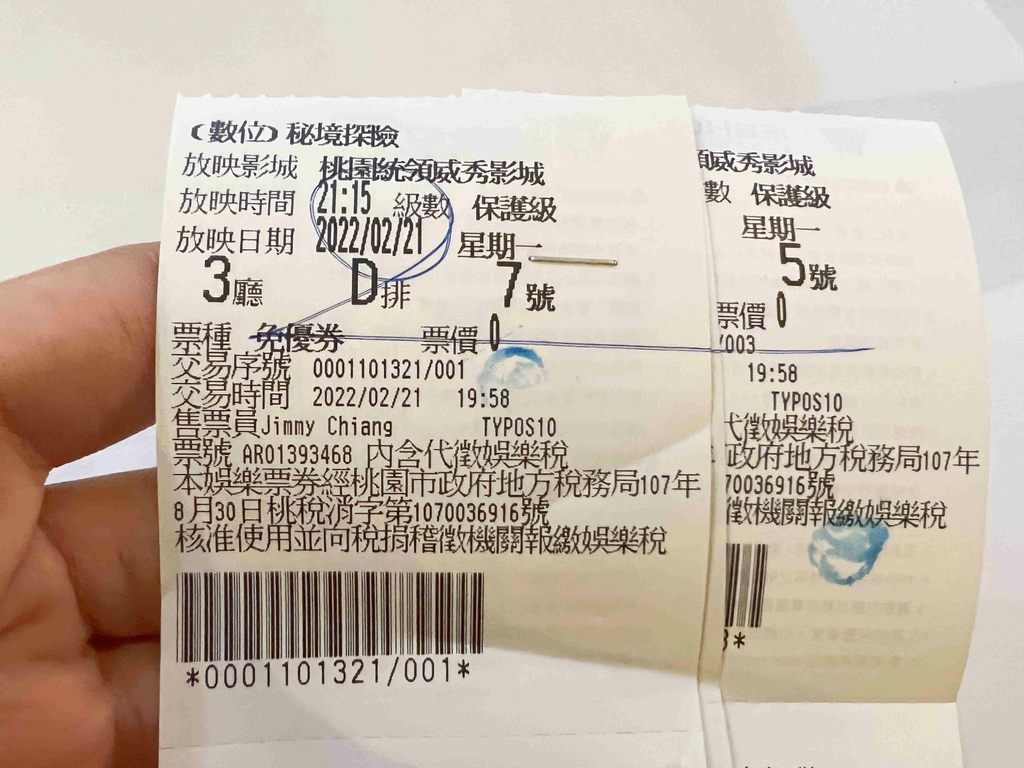 (數位) 秘境探險
放映影城 桃園統領威秀影城
放映時間 21:15 級數 保護級
放映日期 2022/02/21 星期一
3廳 D排 7號
票種 免優券 票價 0
交易序號 0001101321/001
交易時間 2022/02/21 19:58
售票員Jimmy Chiang TYPOS10
票號 AR01393468 內含代徵娛樂稅
本娛樂票券經桃園市政府地方稅務局107年
8月30日桃稅消字第1070036916號
核准使用並向稅捐稽徵機關報繳娛樂稅
*0001101321/001*
領威秀影城
數 保護級
星期一
5號
票價 0
/003
19:58
TYPOS10
代徵娛樂稅
政府地方稅務局107年
70036916號
徵機關報繳娛樂稅
3*